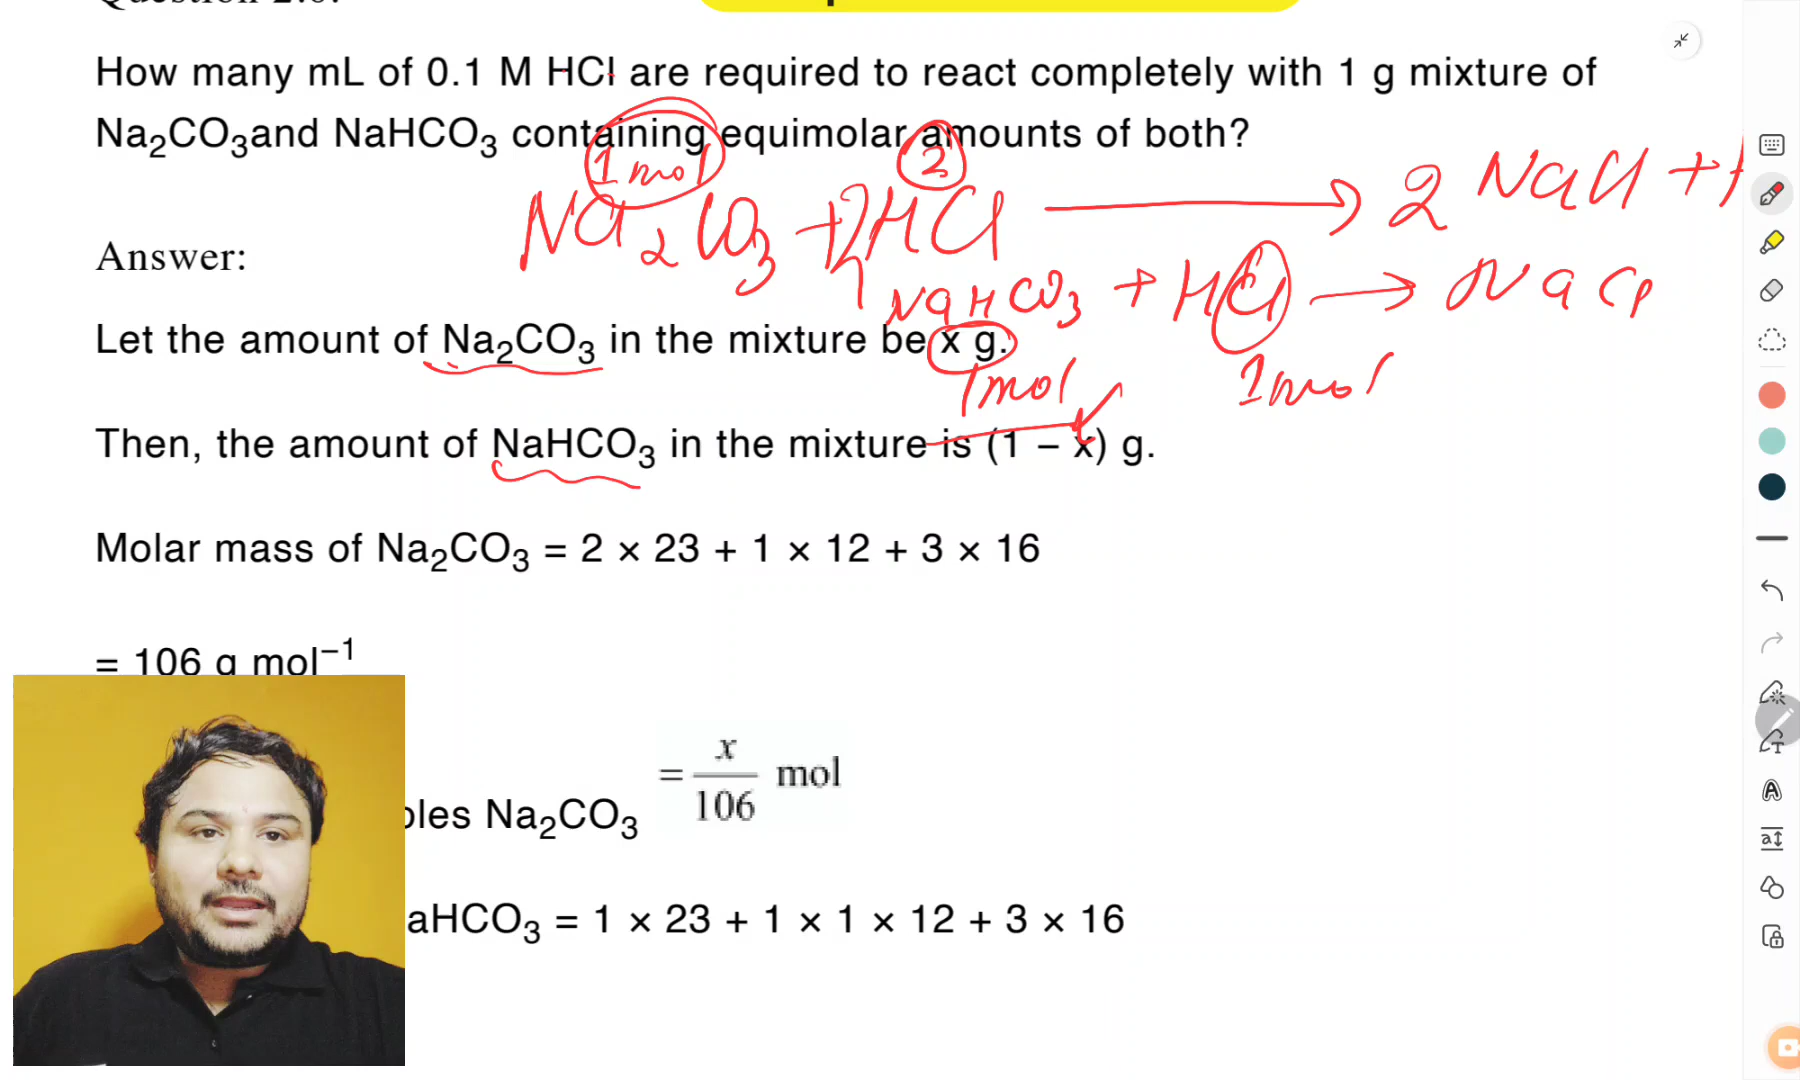 How many mL of 0.1 M HCl are required to react completely with 1 g mixture of
Na₂CO₃and NaHCO₃ containing equimolar amounts of both?
1 mol 2
Na₂CO₃ + 2HCl ⟶ 2 NaCl +
Answer:
NaHCO₃ + HCl ⟶ NaCl
Let the amount of Na₂CO₃ in the mixture be x g.
1mol 1mol
Then, the amount of NaHCO₃ in the mixture is (1 – x) g.
Molar mass of Na₂CO₃ = 2 × 23 + 1 × 12 + 3 × 16
= 106 g mol⁻¹
oles Na₂CO₃ = x/106 mol
aHCO₃ = 1 × 23 + 1 × 1 × 12 + 3 × 16